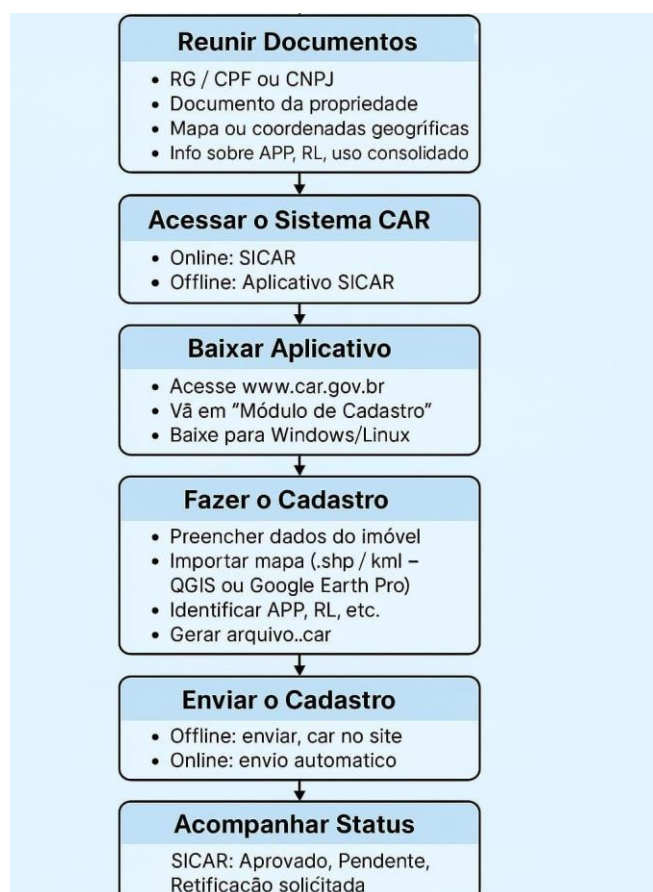 Reunir Documentos
• RG / CPF ou CNPJ
• Documento da propriedade
• Mapa ou coordenadas geogríficas
• Info sobre APP, RL, uso consolidado
Acessar o Sistema CAR
• Online: SICAR
• Offline: Aplicativo SICAR
Baixar Aplicativo
• Acesse www.car.gov.br
• Vã em “Módulo de Cadastro”
• Baixe para Windows/Linux
Fazer o Cadastro
• Preencher dados do imóvel
• Importar mapa (.shp / kml –
QGIS ou Google Earth Pro)
• Identificar APP, RL, etc.
• Gerar arquivo..car
Enviar o Cadastro
• Offline: enviar, car no site
• Online: envio automatico
Acompanhar Status
SICAR: Aprovado, Pendente,
Retificação solićitada